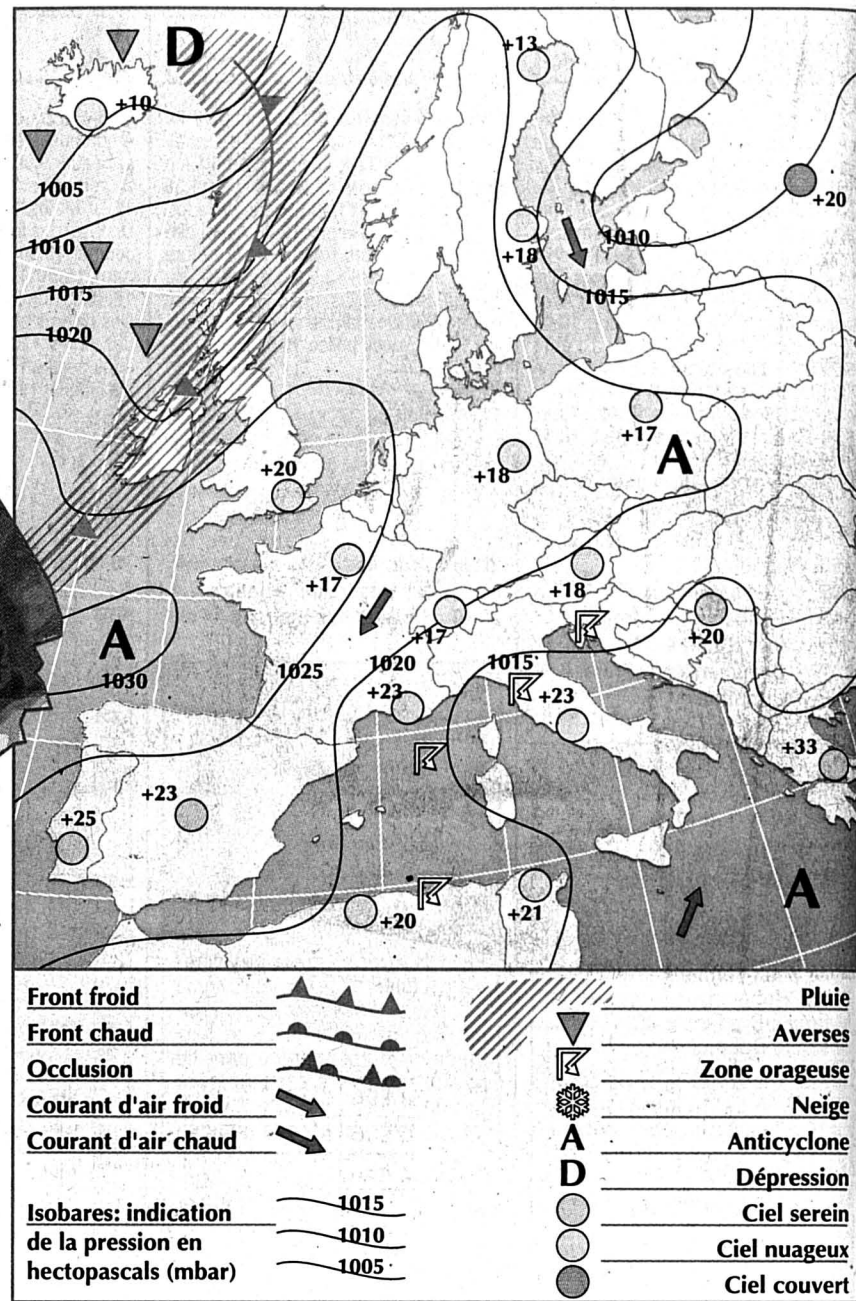 D
+13
+10
+20
1005
+18
1010
1010
1015
1015
1020
+17
A
+20
+18
+17
+18
+17
+20
A
1030
1025
1020
1015
+23
+23
+33
+23
+25
A
+20
+21
Front froid
Front chaud
Occlusion
Courant d'air froid
Courant d'air chaud
Isobares: indication
de la pression en
hectopascals (mbar)
1015
1010
1005
Pluie
Averses
Zone orageuse
Neige
A Anticyclone
D Dépression
Ciel serein
Ciel nuageux
Ciel couvert